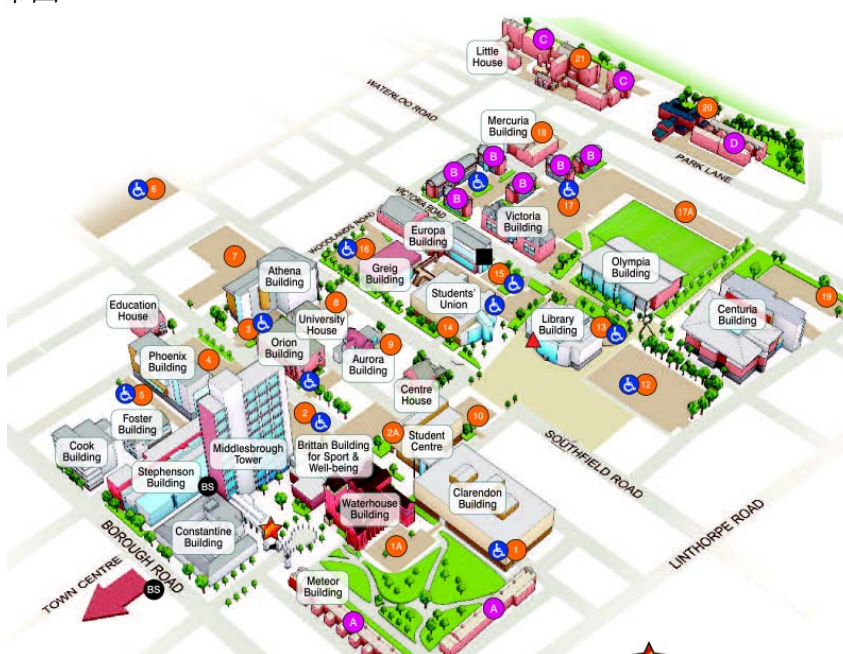 C
21
C
Little
House
20
D
WATERLOO ROAD
PARK LANE
Mercuria
Building
18
B
B
B
B
B
B
17
17A
6
VICTORIA ROAD
Victoria
Building
WOODLANDS ROAD
Europa
Building
16
7
Greig
Building
15
Olympia
Building
Athena
Building
8
Students'
Union
19
Education
House
University
House
Library
Building
13
Centuria
Building
3
14
Orion
Building
9
Phoenix
Building
4
Aurora
Building
12
5
Centre
House
Foster
Building
2
10
2A
Cook
Building
Middlesbrough
Tower
Brittan Building
for Sport &
Well-being
Student
Centre
SOUTHFIELD ROAD
Stephenson
Building
BS
Clarendon
Building
Waterhouse
Building
Constantine
Building
LINTHORPE ROAD
BOROUGH ROAD
1A
1
TOWN CENTRE
BS
Meteor
Building
A
A